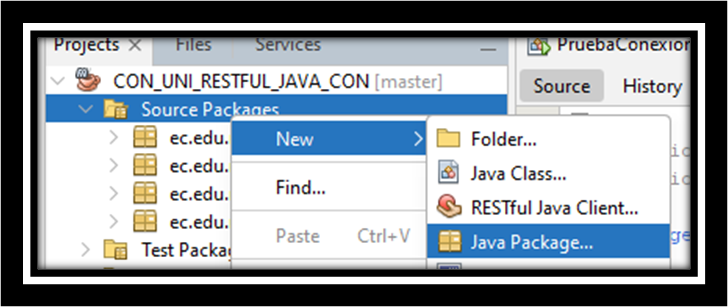 Projects Files Services
PruebaConexion
CON_UNI_RESTFUL_JAVA_CON [master]
Source History
Source Packages
ec.edu.
ec.edu.
ec.edu.
ec.edu.
Test Packa
New
Find...
Paste Ctrl+V
Folder...
Java Class...
RESTful Java Client...
Java Package...